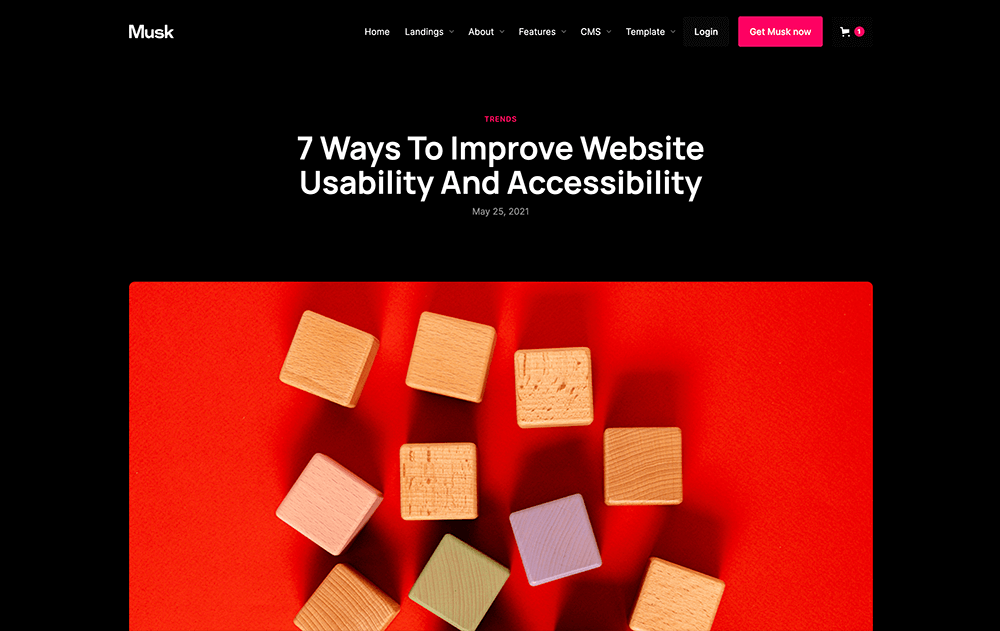 Musk
Home Landings About Features CMS Template Login Get Musk now 1
TRENDS
7 Ways To Improve Website
Usability And Accessibility
May 25, 2021